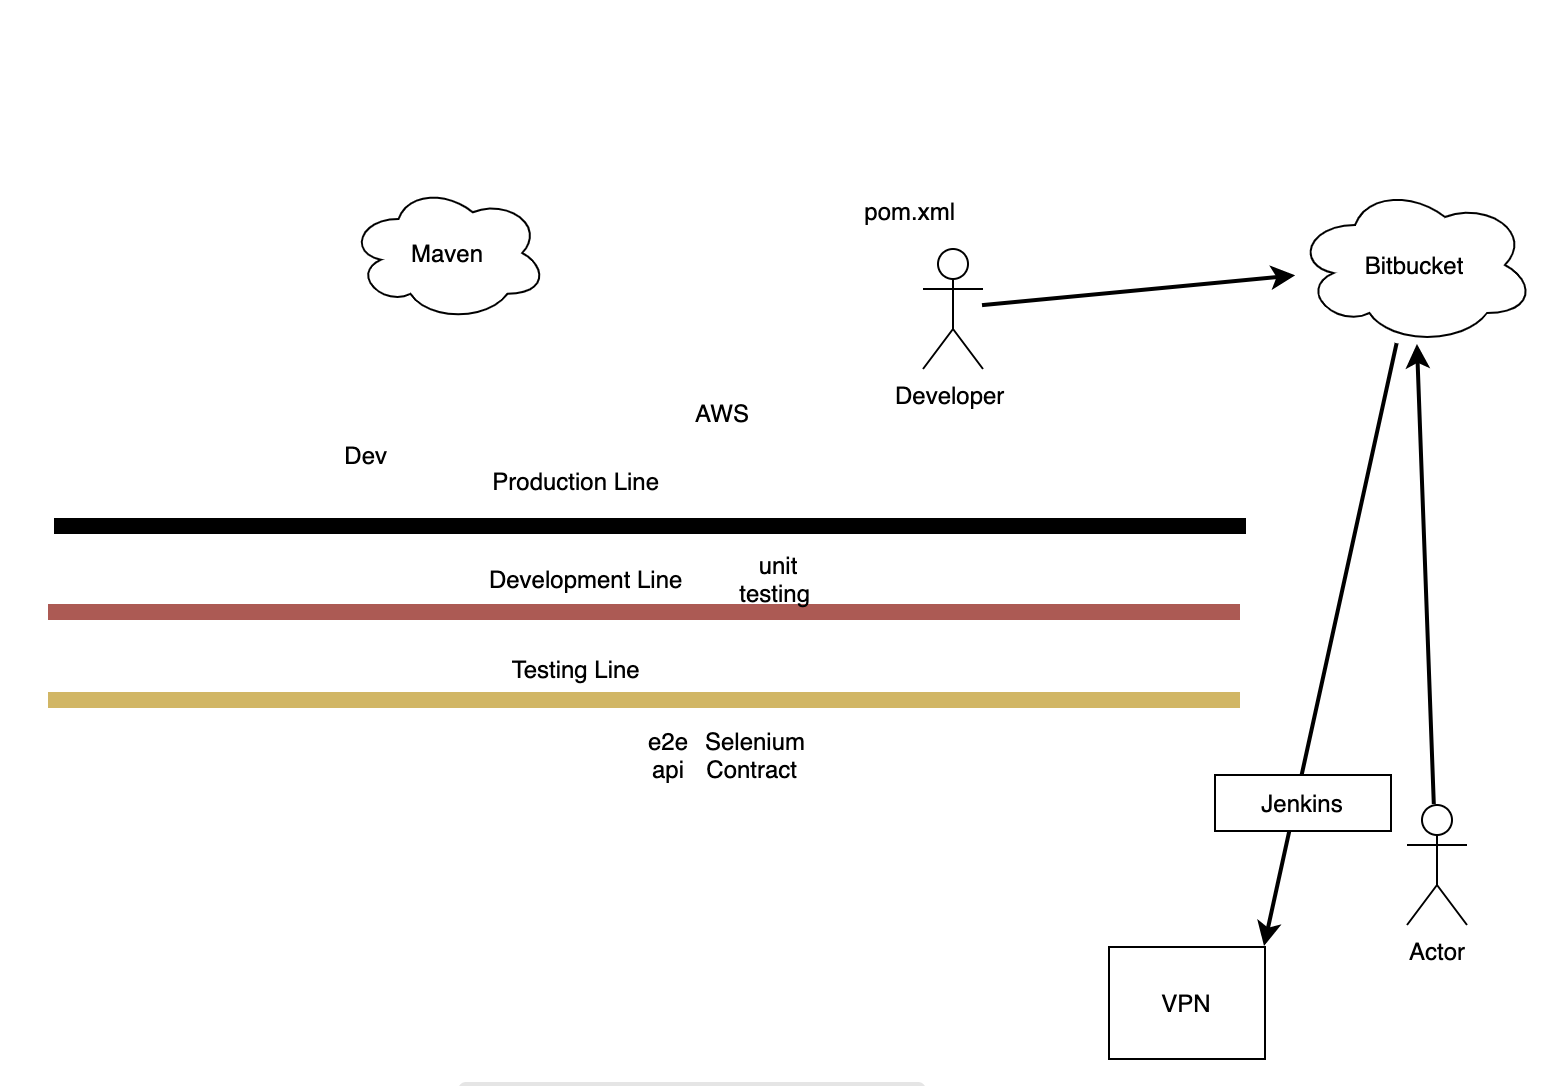 pom.xml
Maven
Bitbucket
Developer
AWS
Dev
Production Line
unit
testing
Development Line
Testing Line
e2e Selenium
api Contract
Jenkins
Actor
VPN